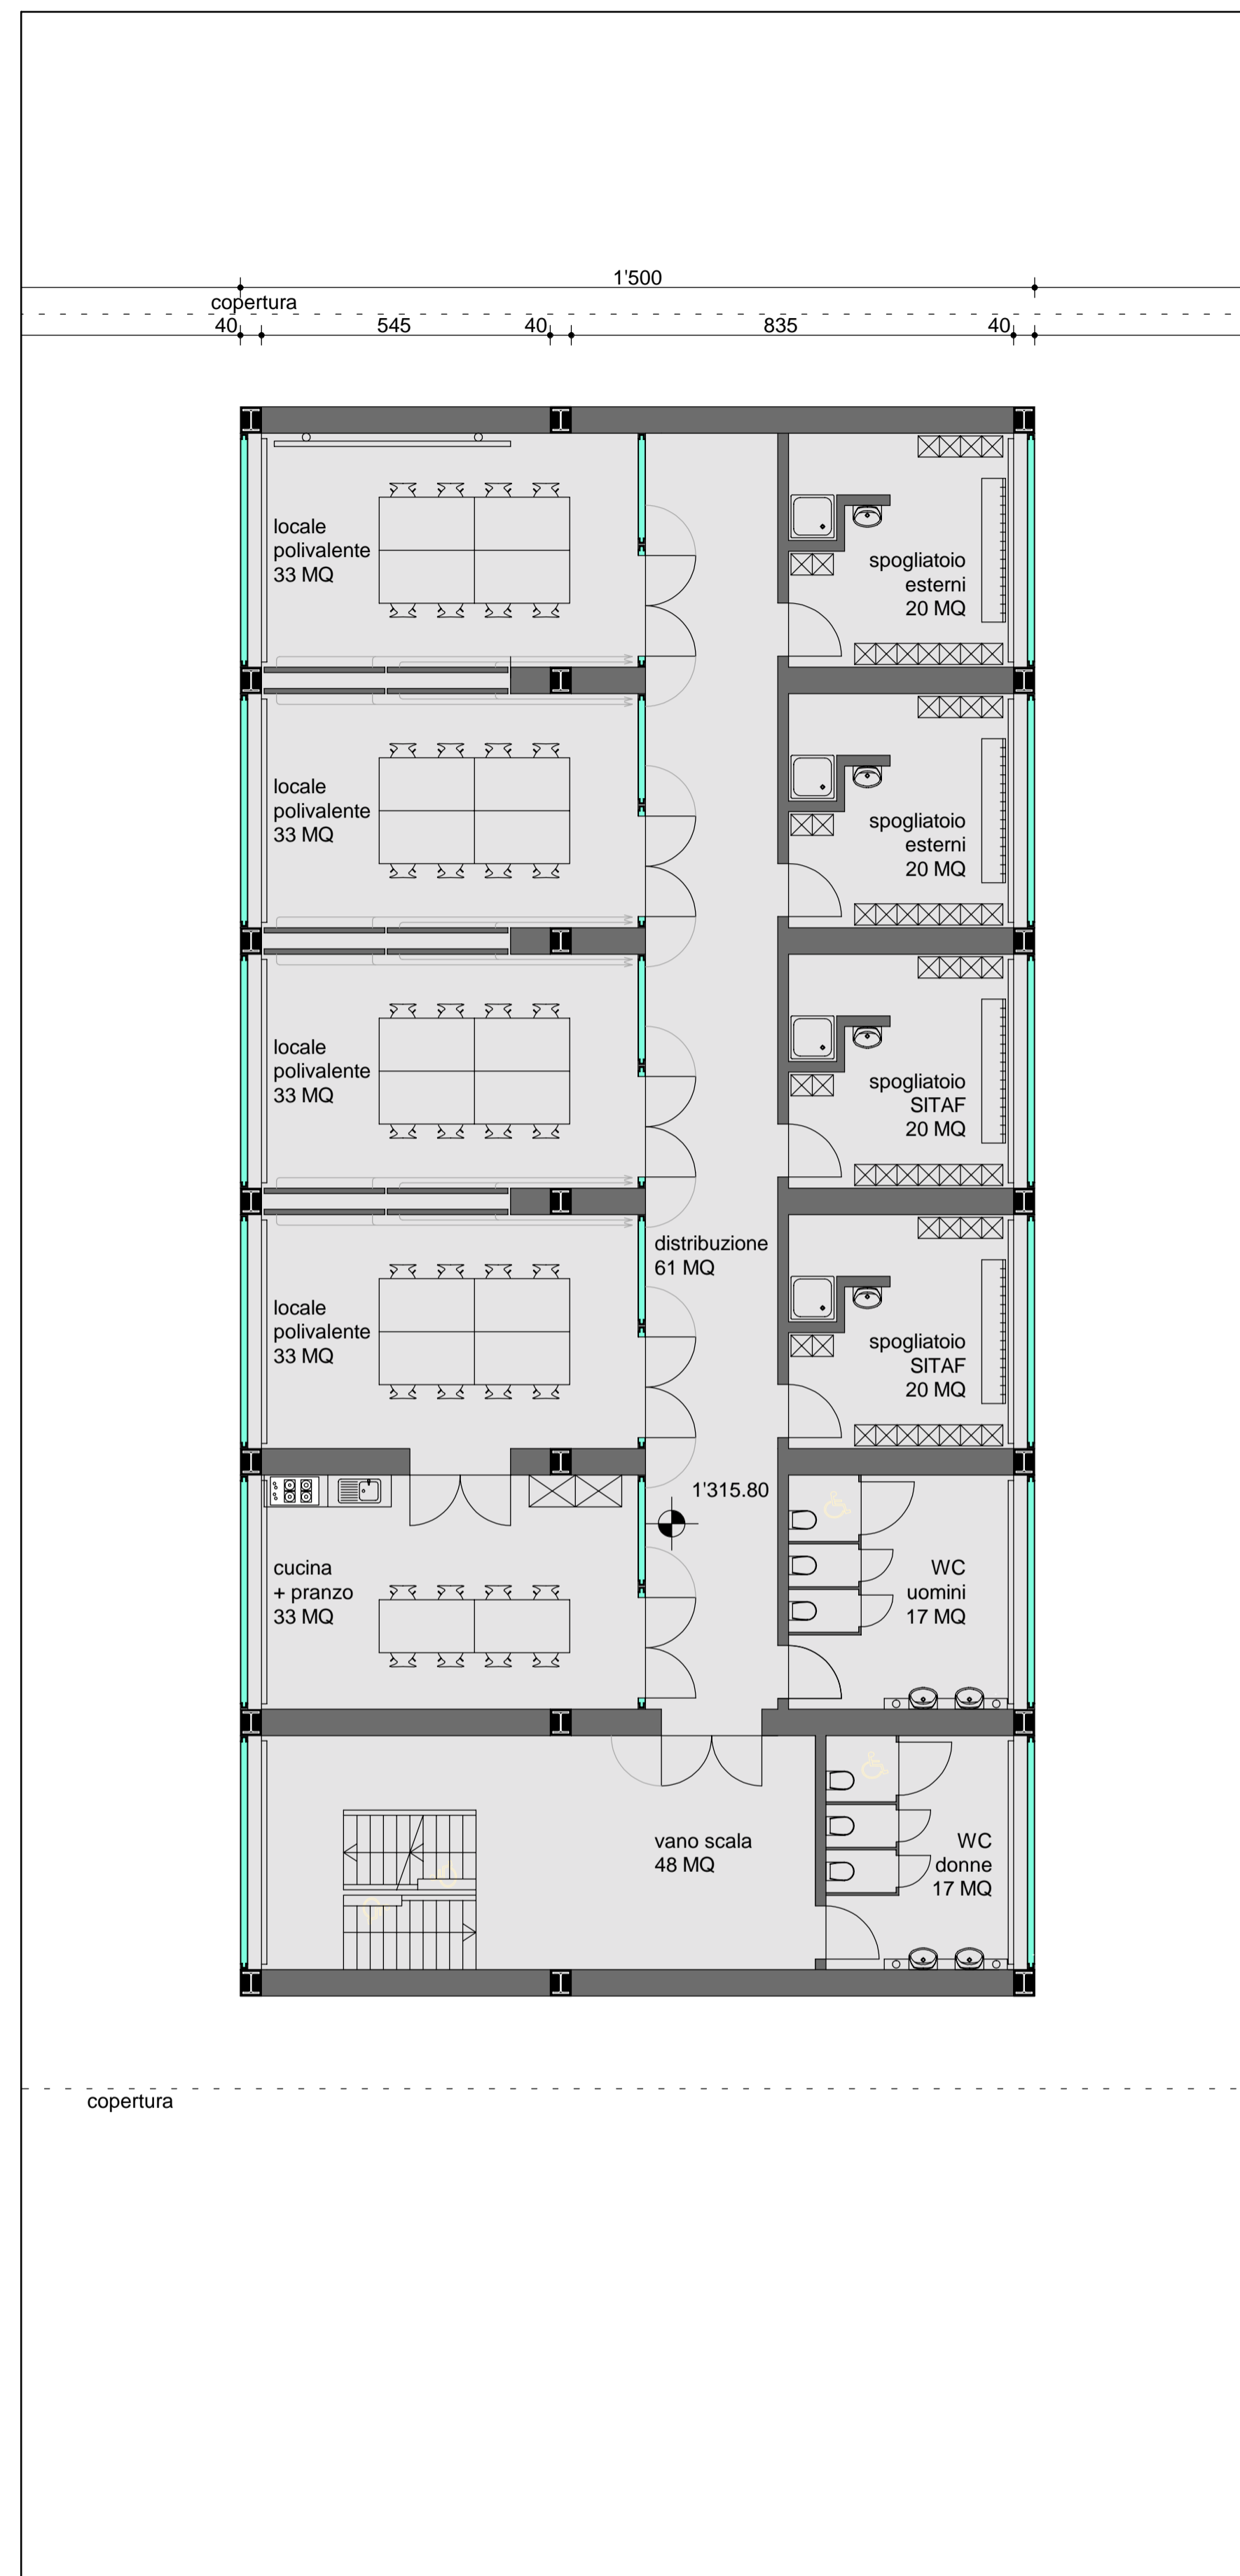 1'500
copertura
40
545
40
835
40
locale
polivalente
33 MQ
spogliatoio
esterni
20 MQ
locale
polivalente
33 MQ
spogliatoio
esterni
20 MQ
locale
polivalente
33 MQ
spogliatoio
SITAF
20 MQ
distribuzione
61 MQ
locale
polivalente
33 MQ
spogliatoio
SITAF
20 MQ
1'315.80
cucina
+ pranzo
33 MQ
WC
uomini
17 MQ
vano scala
48 MQ
WC
donne
17 MQ
copertura